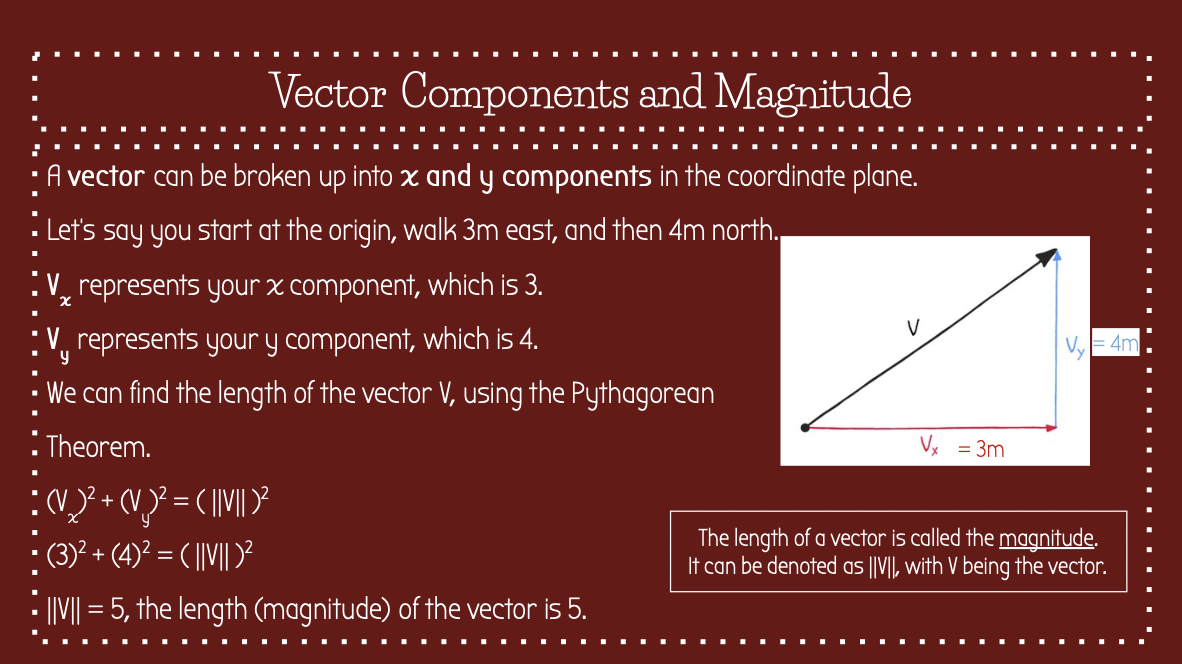 Vector Components and Magnitude
A vector can be broken up into x and y components in the coordinate plane.
Let's say you start at the origin, walk 3m east, and then 4m north.
Vₓ represents your x component, which is 3.
V_y represents your y component, which is 4.
We can find the length of the vector V, using the Pythagorean
Theorem.
(Vₓ)² + (V_y)² = ( ||V|| )²
(3)² + (4)² = ( ||V|| )²
||V|| = 5, the length (magnitude) of the vector is 5.
V
V_y = 4m
Vₓ = 3m
The length of a vector is called the magnitude.
It can be denoted as ||V||, with V being the vector.